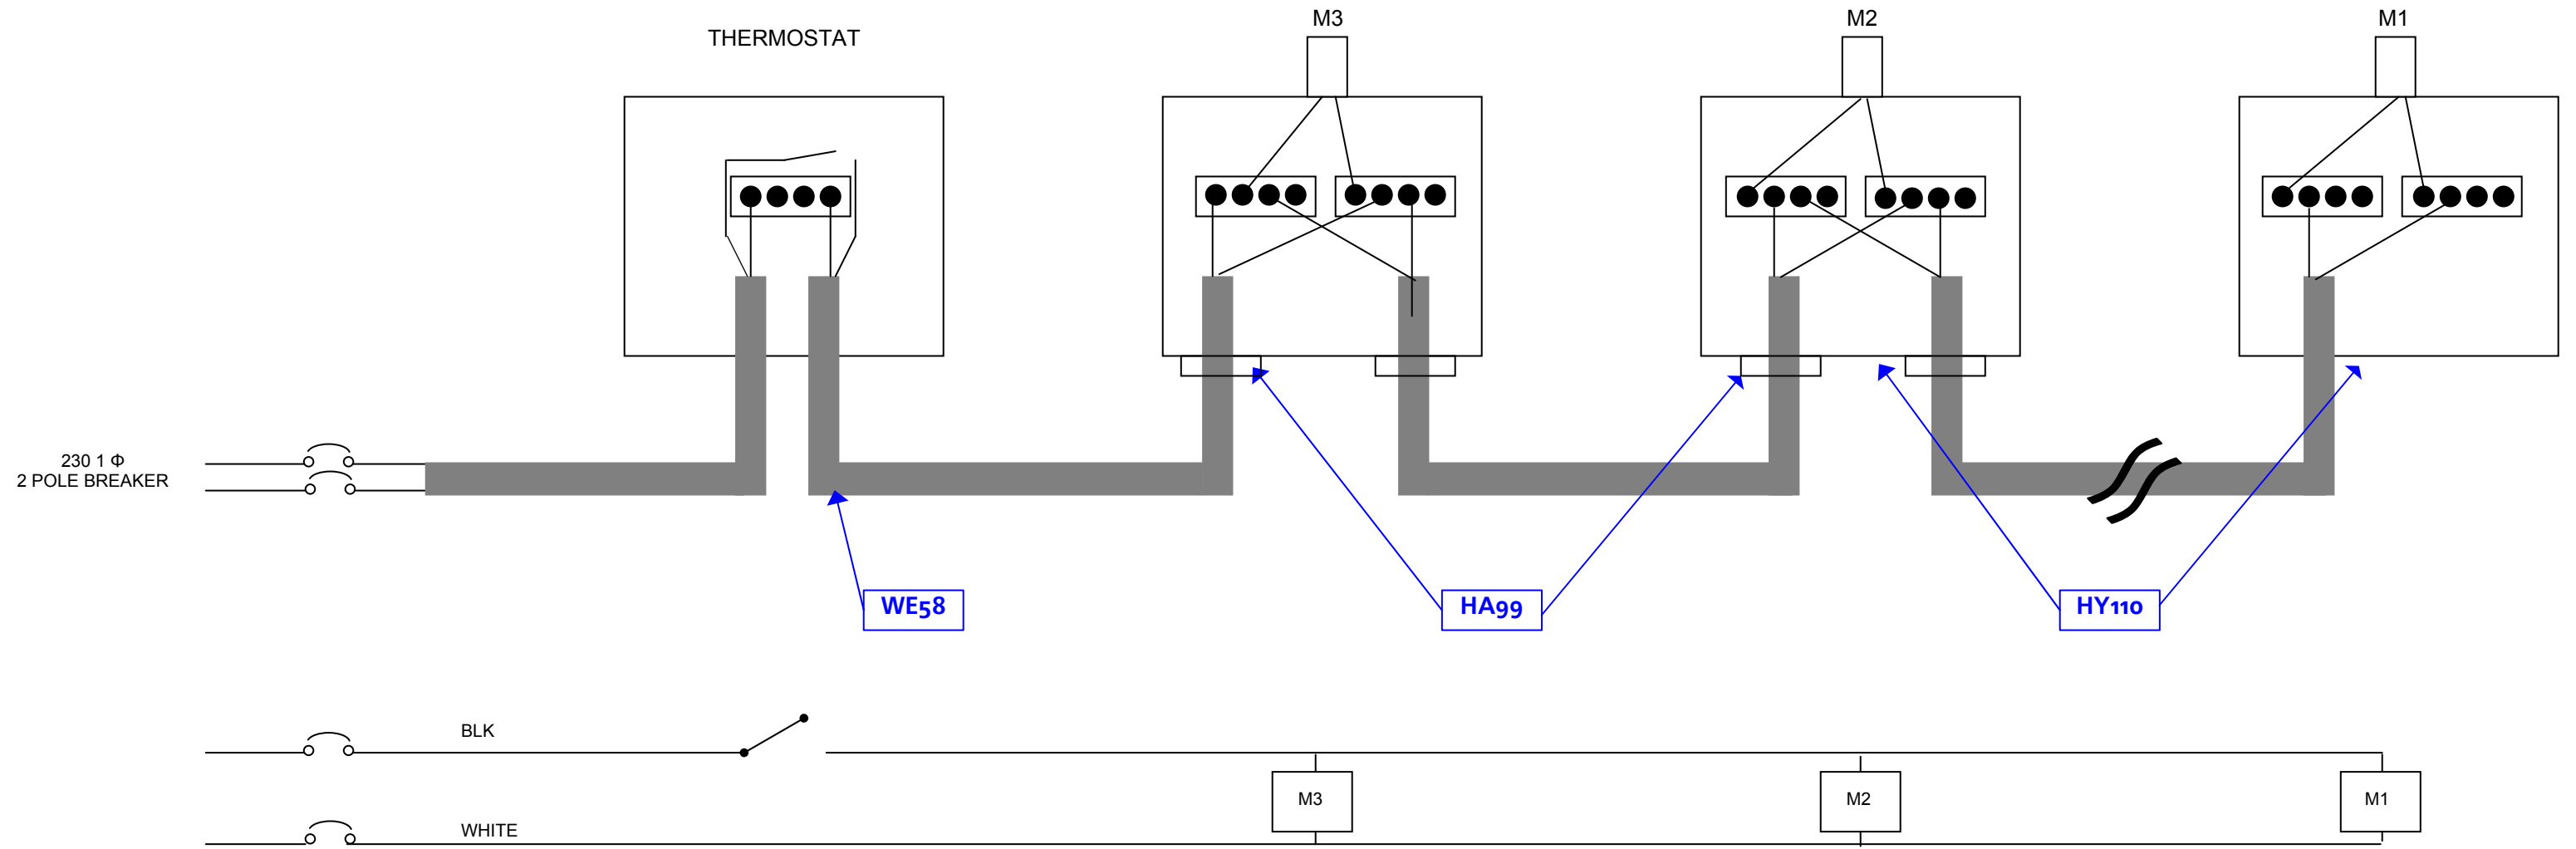 THERMOSTAT
M3
M2
M1
230 1 Φ
2 POLE BREAKER
WE58
HA99
HY110
BLK
M3
M2
M1
WHITE